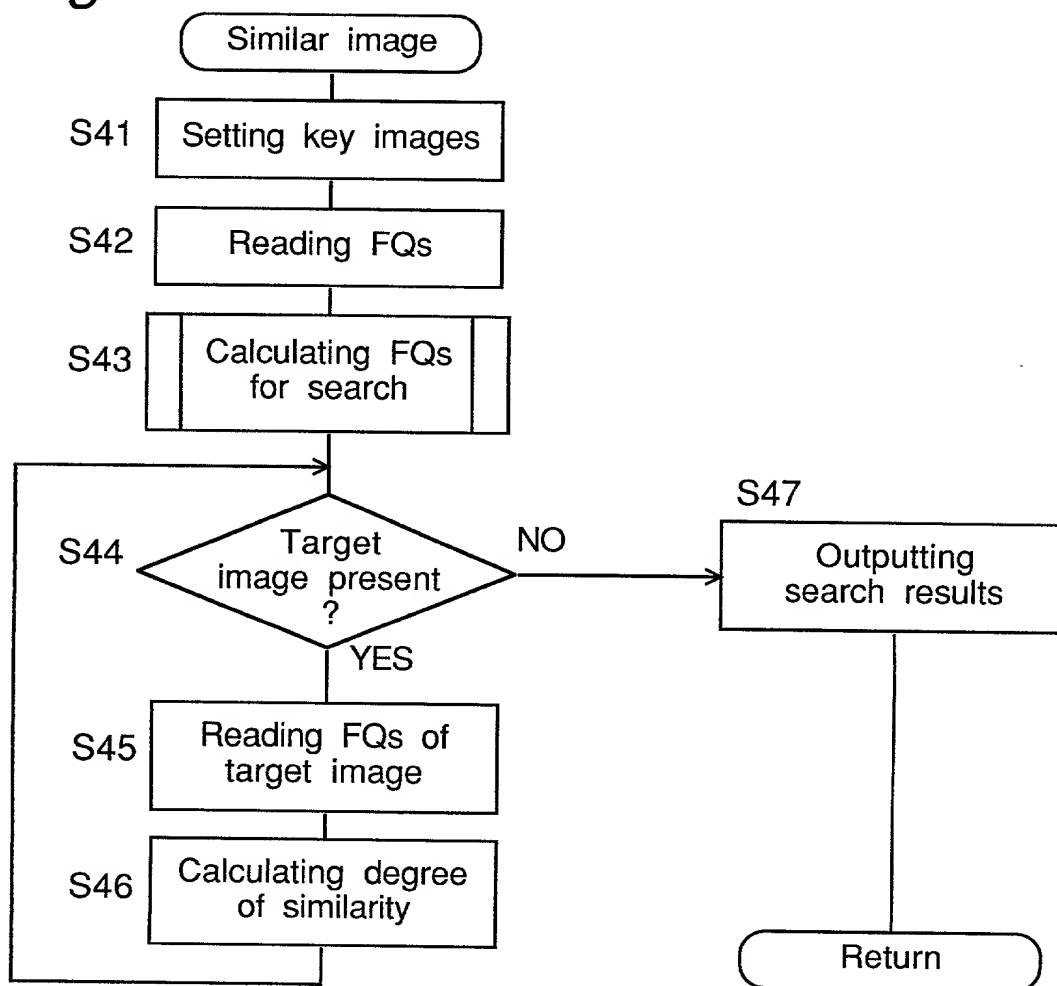 Similar image
S41
Setting key images
S42
Reading FQs
S43
Calculating FQs
for search
S44
Target
image present
?
NO
YES
S47
Outputting
search results
S45
Reading FQs of
target image
S46
Calculating degree
of similarity
Return